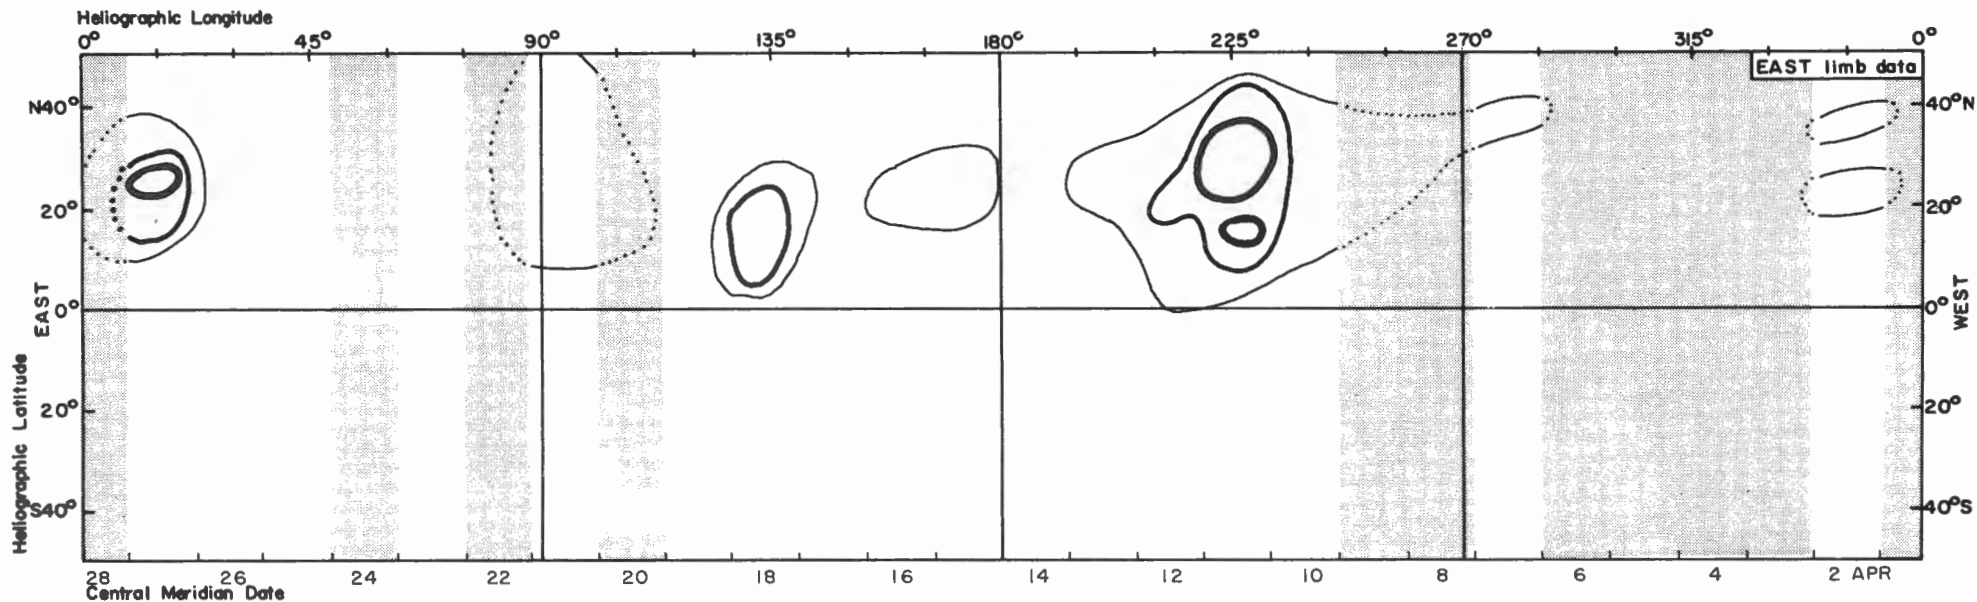 Heliographic Longitude
0° 45° 90° 135° 180° 225° 270° 315° 0°
EAST limb data
N40° 40°N
20° 20°
EAST 0° 0° WEST
Heliographic Latitude
20° 20°
S40° 40°S
28 26 24 22 20 18 16 14 12 10 8 6 4 2 APR
Central Meridian Date